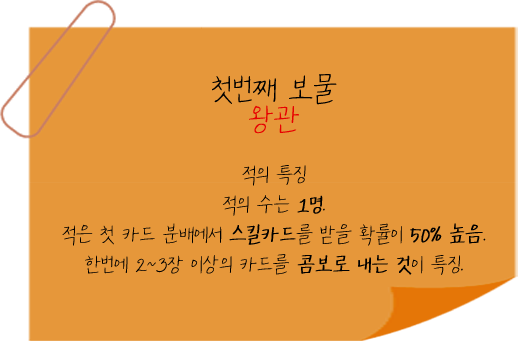 첫번째 보물
왕관
적의 특징
적의 수는 1명.
적은 첫 카드 분배에서 스킬카드를 받을 확률이 50% 높음.
한번에 2~3장 이상의 카드를 콤보로 내는 것이 특징.